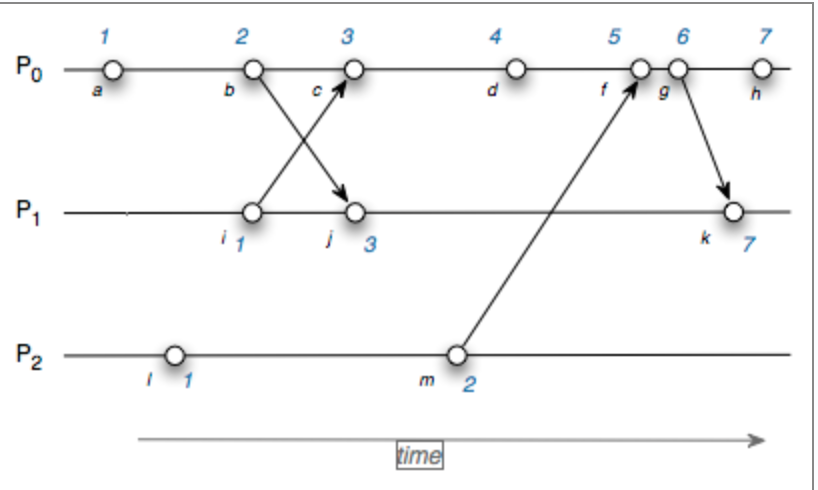 1 2 3 4 5 6 7
P0
a b c d f g h
P1
i 1 j 3 k 7
P2
l 1 m 2
time